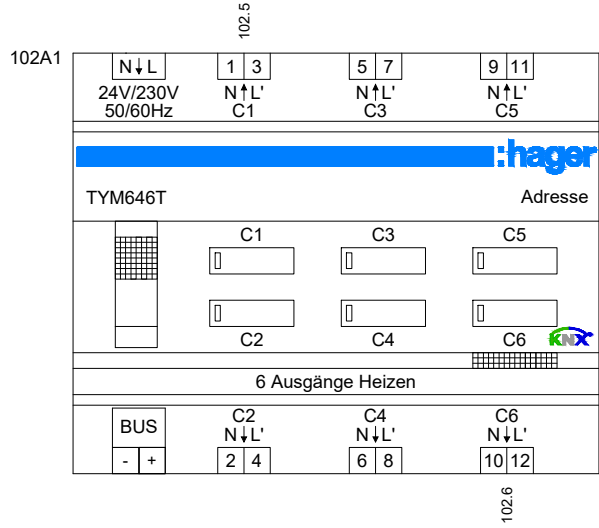 102.5
102A1
N↓L
1 3
5 7
9 11
24V/230V
50/60Hz
N↑L'
C1
N↑L'
C3
N↑L'
C5
:hager
TYM646T
Adresse
C1
C3
C5
C2
C4
C6
KNX
6 Ausgänge Heizen
BUS
- +
C2
N↓L'
2 4
C4
N↓L'
6 8
C6
N↓L'
10 12
102.6